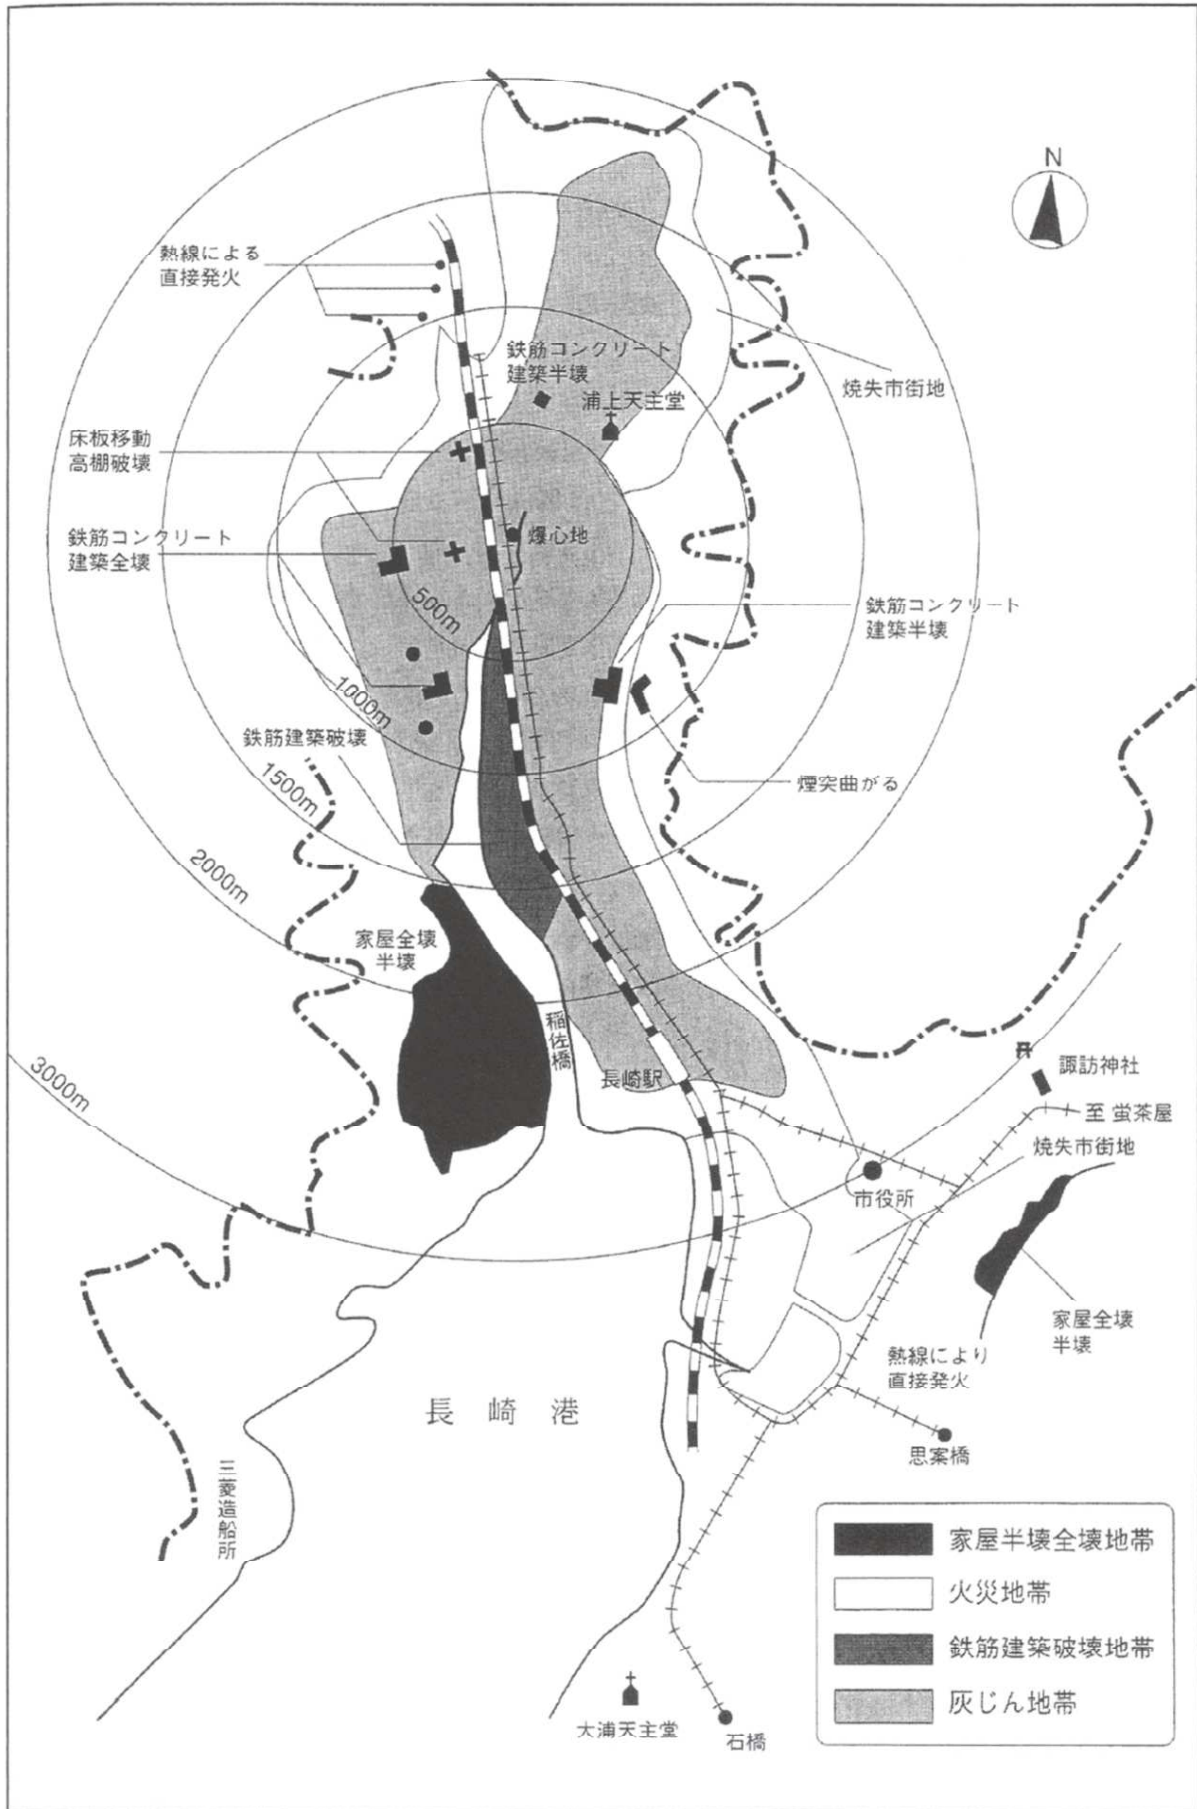 N
熱線による
直接発火
鉄筋コンクリート
建築半壊
浦上天主堂
焼失市街地
床板移動
高棚破壊
鉄筋コンクリート
建築全壊
爆心地
500m
鉄筋コンクリート
建築半壊
1000m
鉄筋建築破壊
1500m
煙突曲がる
2000m
家屋全壊
半壊
稲佐橋
3000m
長崎駅
諏訪神社
至 蛍茶屋
焼失市街地
市役所
家屋全壊
半壊
熱線により
直接発火
長崎港
思案橋
三菱造船所
家屋半壊全壊地帯
火災地帯
鉄筋建築破壊地帯
灰じん地帯
大浦天主堂
石橋